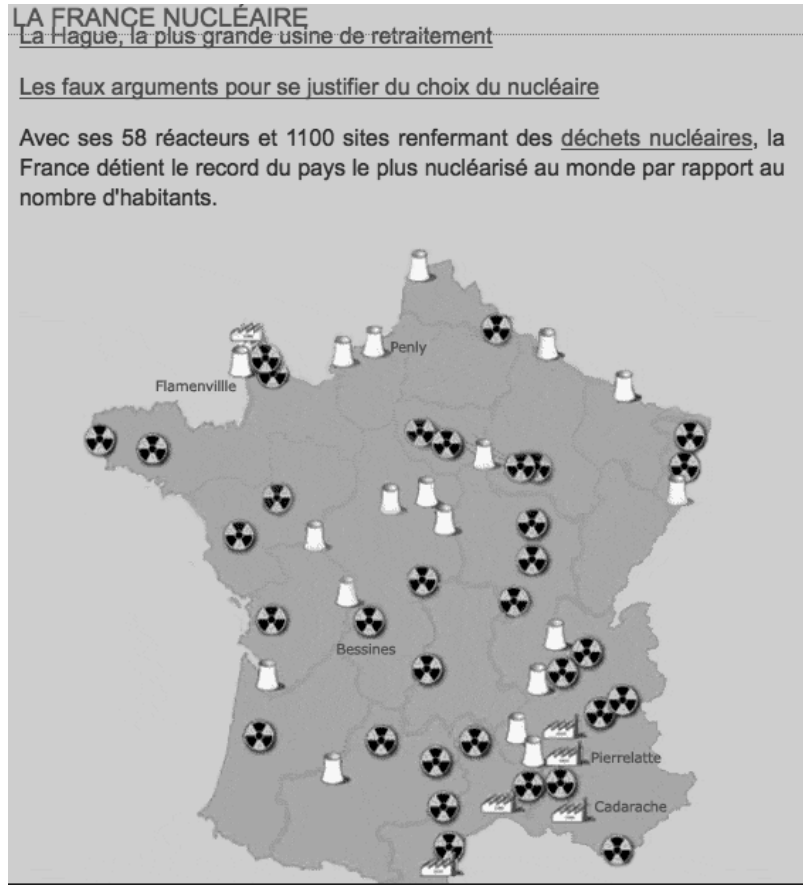 LA FRANCE NUCLÉAIRE
La Hague, la plus grande usine de retraitement
Les faux arguments pour se justifier du choix du nucléaire
Avec ses 58 réacteurs et 1100 sites renfermant des déchets nucléaires, la
France détient le record du pays le plus nucléarisé au monde par rapport au
nombre d'habitants.
Penly
Flamenvillle
Bessines
Pierrelatte
Cadarache